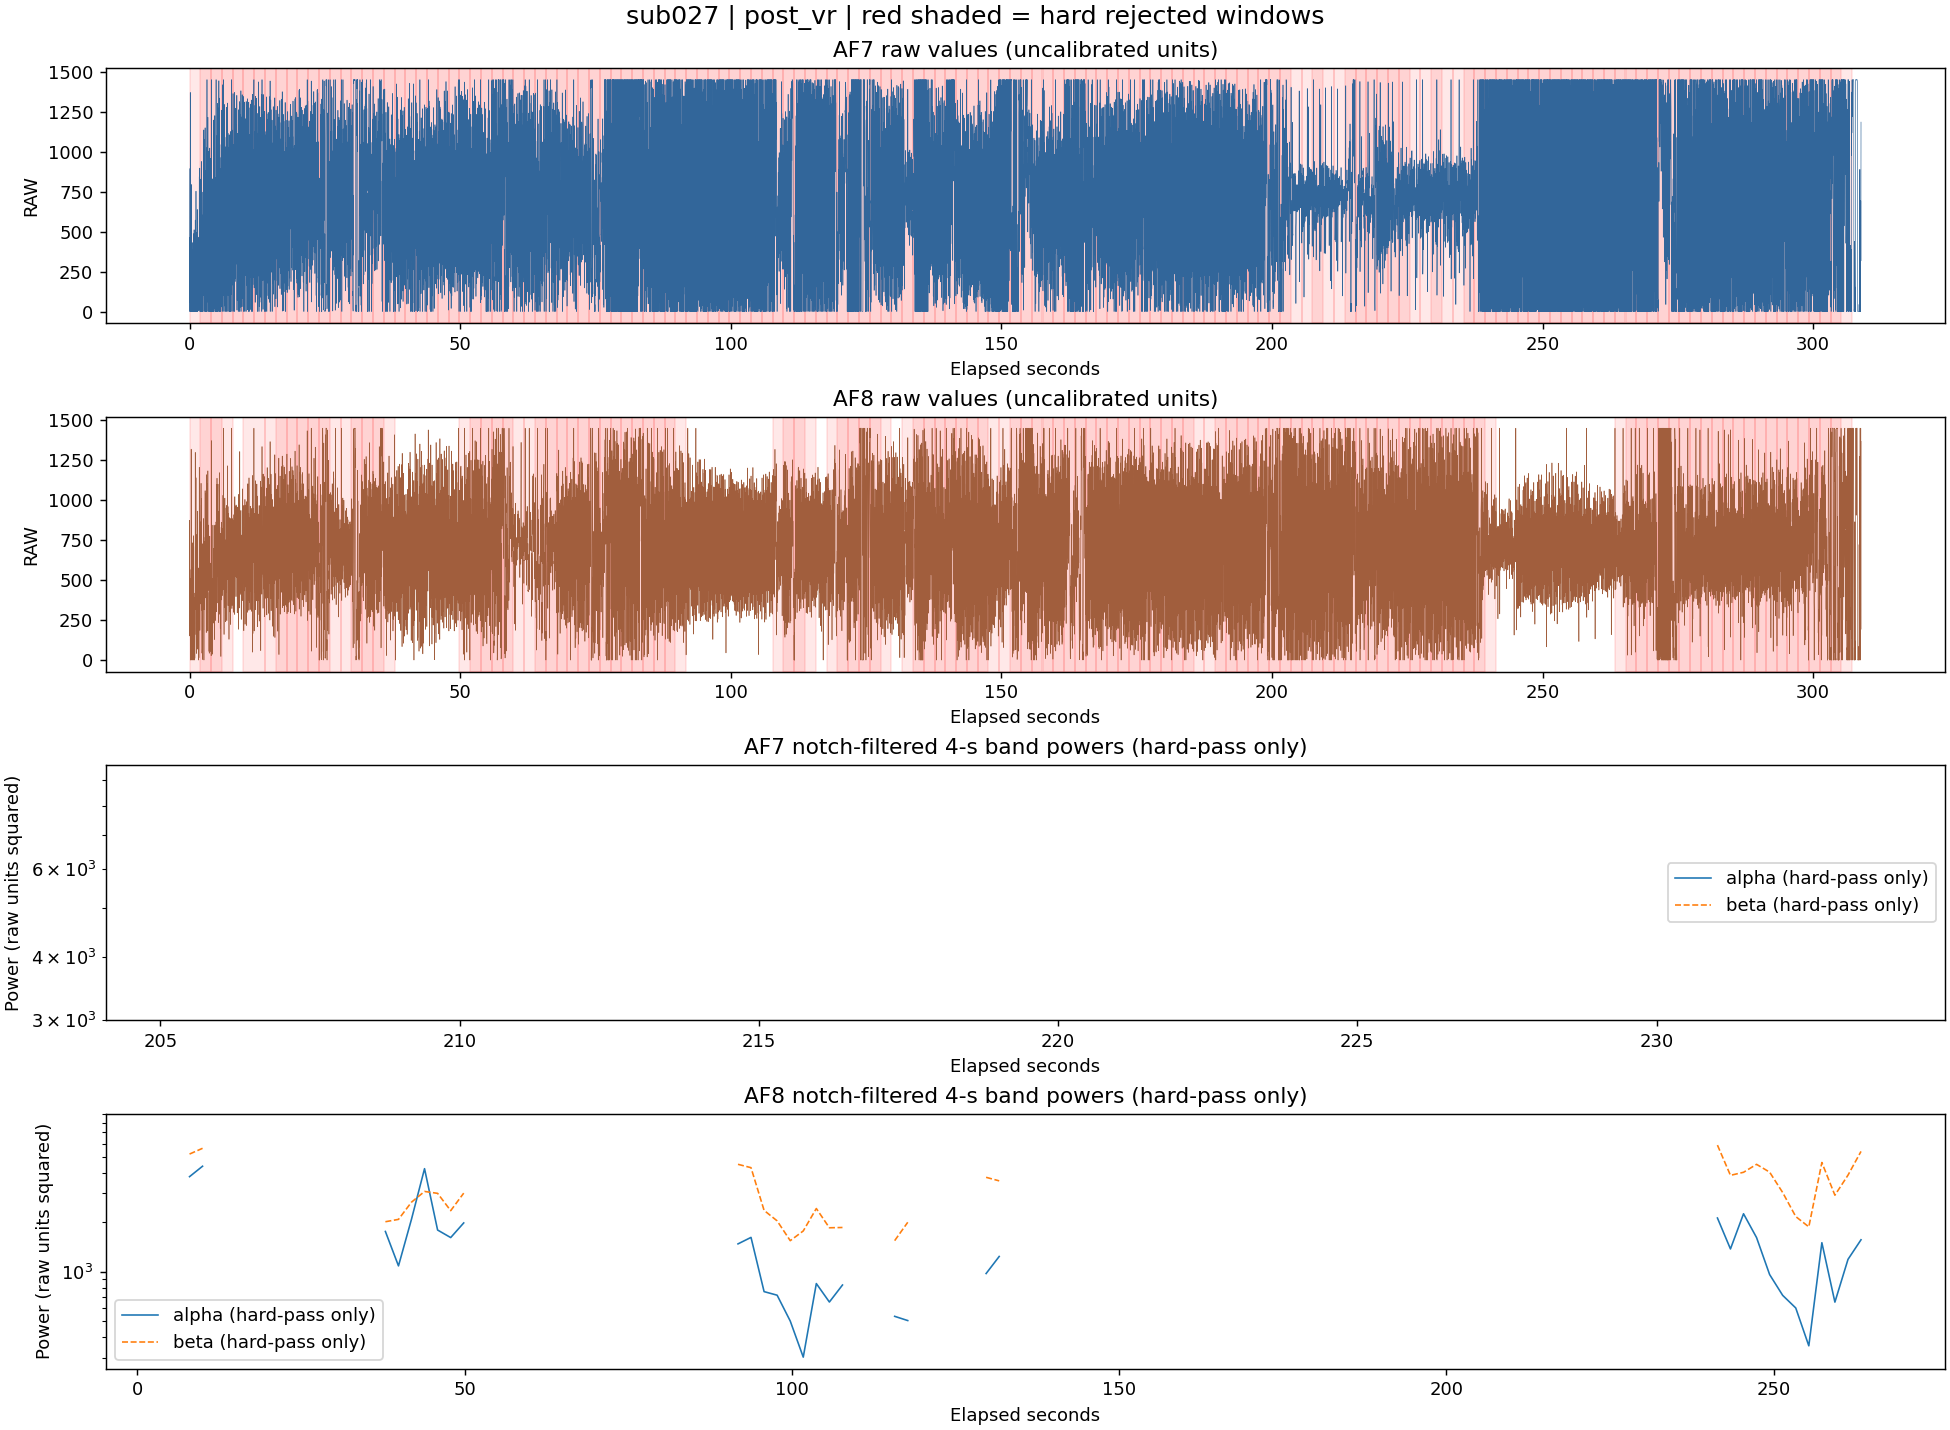 sub027 | post_vr | red shaded = hard rejected windows
AF7 raw values (uncalibrated units)
RAW
1500
1250
1000
750
500
250
0
0 50 100 150 200 250 300
Elapsed seconds
AF8 raw values (uncalibrated units)
RAW
1500
1250
1000
750
500
250
0
0 50 100 150 200 250 300
Elapsed seconds
AF7 notch-filtered 4-s band powers (hard-pass only)
Power (raw units squared)
6 × 10³
4 × 10³
3 × 10³
alpha (hard-pass only)
beta (hard-pass only)
205 210 215 220 225 230
Elapsed seconds
AF8 notch-filtered 4-s band powers (hard-pass only)
Power (raw units squared)
10³
alpha (hard-pass only)
beta (hard-pass only)
0 50 100 150 200 250
Elapsed seconds